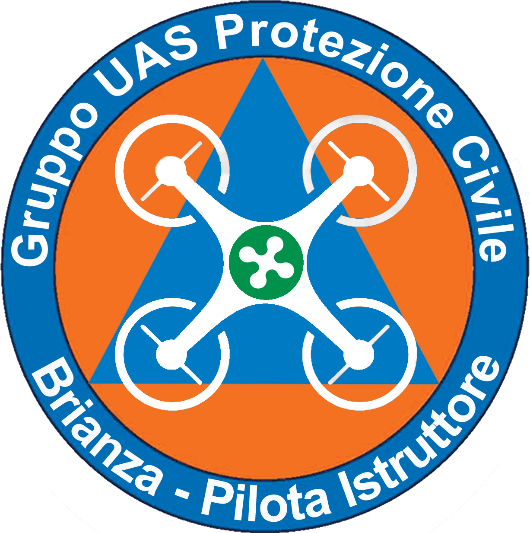 Gruppo UAS Protezione Civile
Brianza - Pilota Istruttore